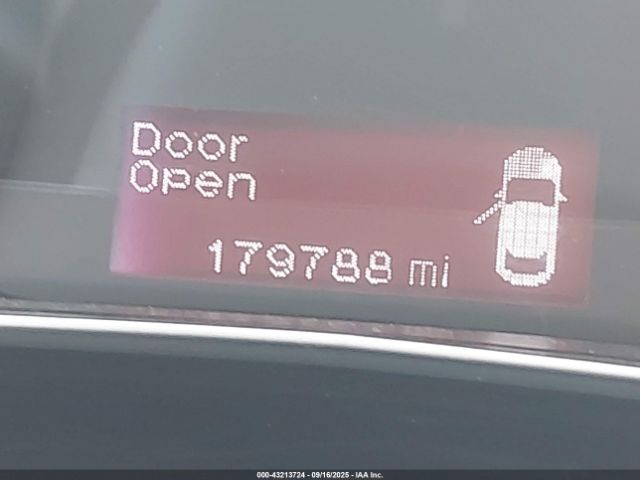 Door
Open
179788 mi
000-43213724 - 09/16/2025 - IAA Inc.